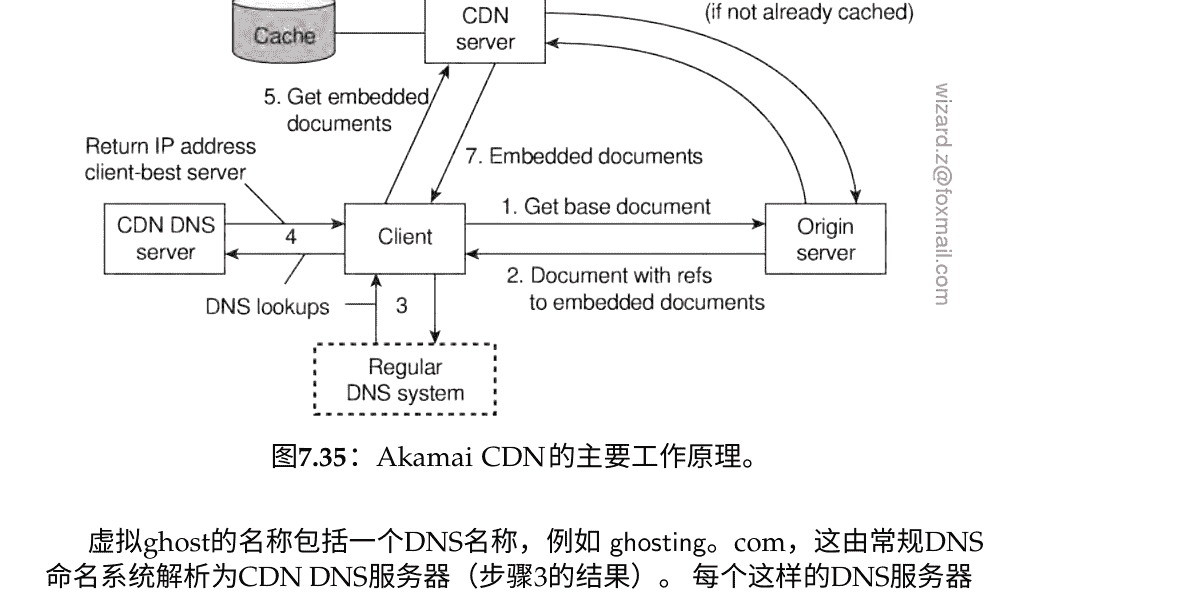 (if not already cached)
CDN
server
Cache
5. Get embedded
documents
Return IP address
client-best server
7. Embedded documents
1. Get base document
CDN DNS
server
4
Client
Origin
server
2. Document with refs
to embedded documents
DNS lookups
3
Regular
DNS system
wizard.z@foxmail.com
图7.35：Akamai CDN的主要工作原理。
虚拟ghost的名称包括一个DNS名称，例如 ghosting。com，这由常规DNS
命名系统解析为CDN DNS服务器（步骤3的结果）。 每个这样的DNS服务器